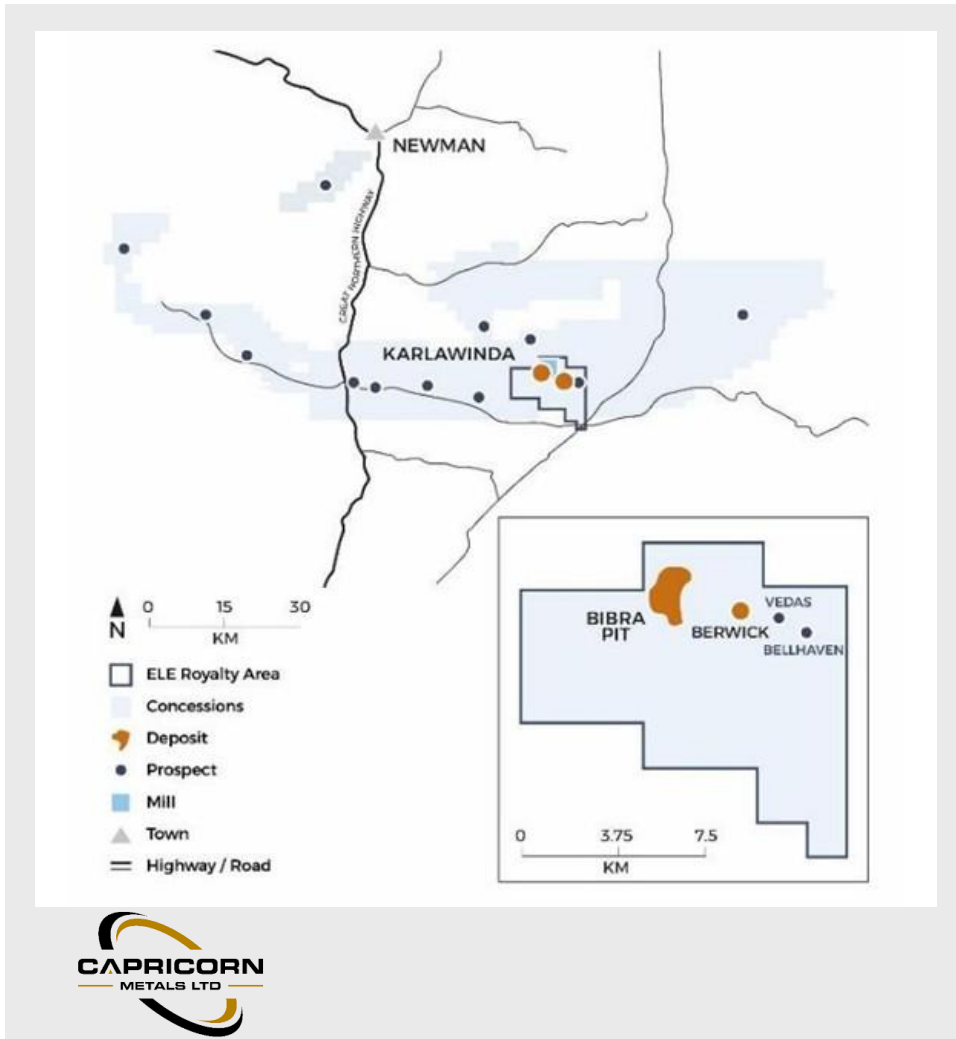 NEWMAN
GREAT NORTHERN HIGHWAY
KARLAWINDA
N
0 15 30
KM
ELE Royalty Area
Concessions
Deposit
Prospect
Mill
Town
Highway / Road
BIBRA
PIT
BERWICK
VEDAS
BELLHAVEN
0 3.75 7.5
KM
CAPRICORN
METALS LTD